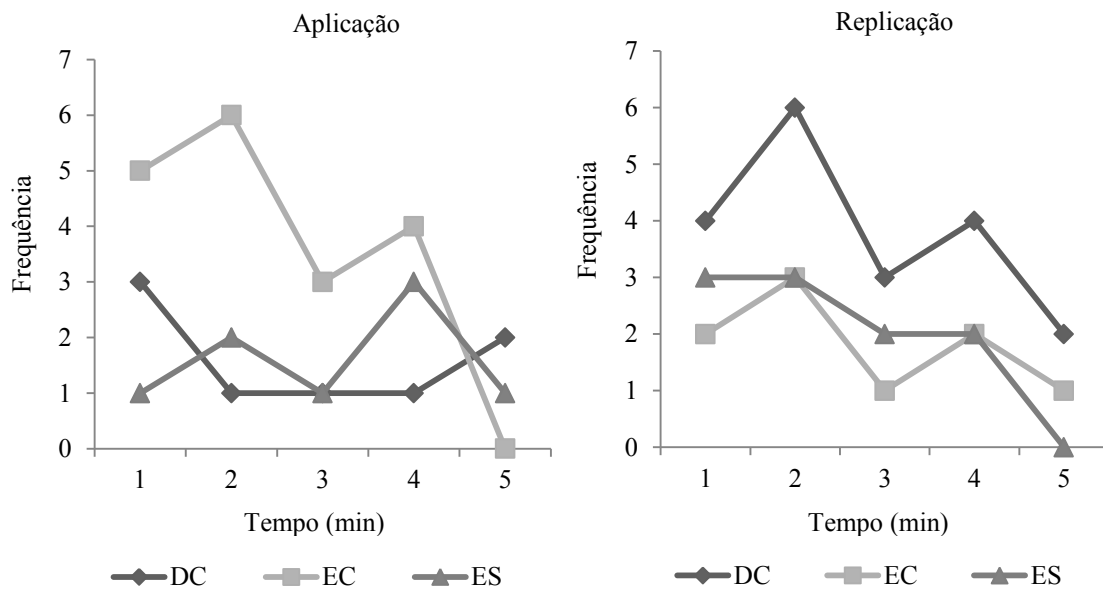 Aplicação
7
6
5
4
3
2
1
0
Frequência
1 2 3 4 5
Tempo (min)
DC EC ES
Replicação
7
6
5
4
3
2
1
0
Frequência
1 2 3 4 5
Tempo (min)
DC EC ES